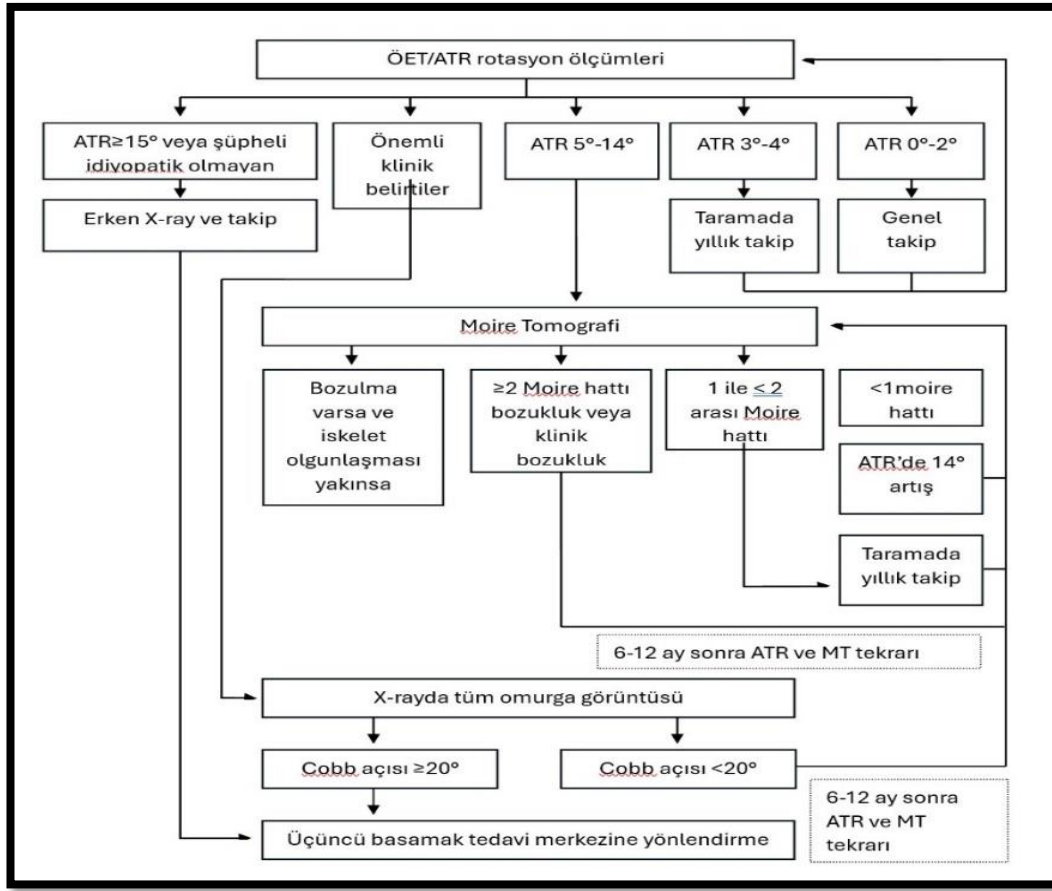 ÖET/ATR rotasyon ölçümleri
ATR≥15° veya şüpheli
idiyopatik olmayan
Önemli
klinik
belirtiler
ATR 5°-14°
ATR 3°-4°
ATR 0°-2°
Erken X-ray ve takip
Taramada
yıllık takip
Genel
takip
Moire Tomografi
Bozulma
varsa ve
iskelet
olgunlaşması
yakınsa
≥2 Moire hattı
bozukluk veya
klinik
bozukluk
1 ile < 2
arası Moire
hattı
<1moire
hattı
ATR'de 14°
artış
Taramada
yıllık takip
6-12 ay sonra ATR ve MT tekrarı
X-rayda tüm omurga görüntüsü
Cobb açısı ≥20°
Cobb açısı <20°
6-12 ay sonra
ATR ve MT
tekrarı
Üçüncü basamak tedavi merkezine yönlendirme